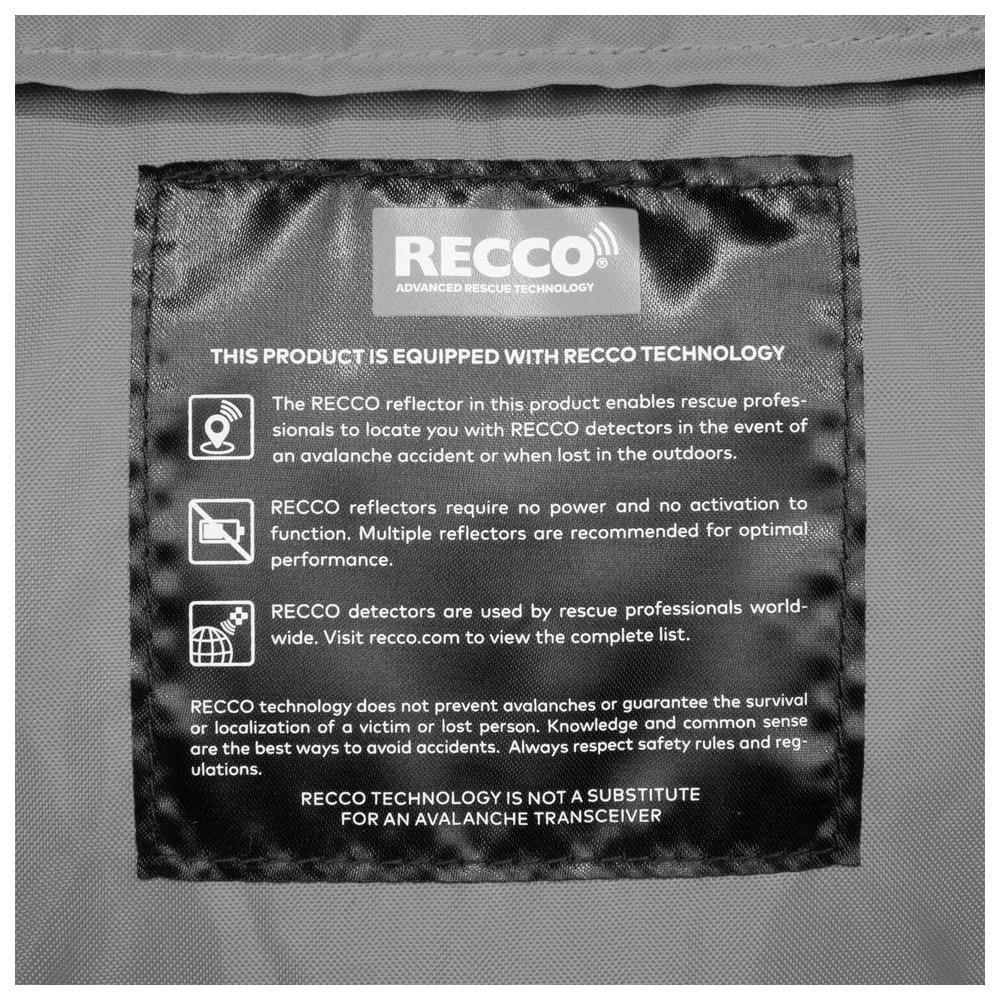 RECCO®
ADVANCED RESCUE TECHNOLOGY
THIS PRODUCT IS EQUIPPED WITH RECCO TECHNOLOGY
The RECCO reflector in this product enables rescue profes-
sionals to locate you with RECCO detectors in the event of
an avalanche accident or when lost in the outdoors.
RECCO reflectors require no power and no activation to
function. Multiple reflectors are recommended for optimal
performance.
RECCO detectors are used by rescue professionals world-
wide. Visit recco.com to view the complete list.
RECCO technology does not prevent avalanches or guarantee the survival
or localization of a victim or lost person. Knowledge and common sense
are the best ways to avoid accidents. Always respect safety rules and reg-
ulations.
RECCO TECHNOLOGY IS NOT A SUBSTITUTE
FOR AN AVALANCHE TRANSCEIVER